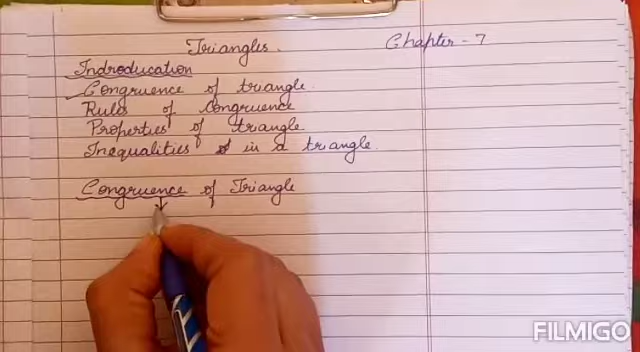 Triangles. Chapter - 7
Indroducation
Congruence of triangle.
Rules of congruence
Properties of triangle
Inequalities in a triangle.
Congruence of Triangle
FILMIGO